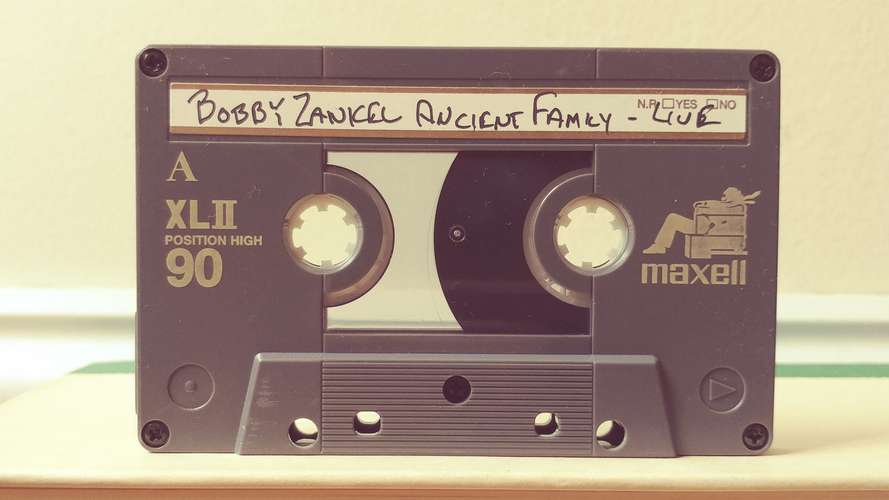 BOBBY ZANKEL ANCIENT FAMILY - LIVE
N.R. □YES □NO
A
XLII
POSITION HIGH
90
maxell